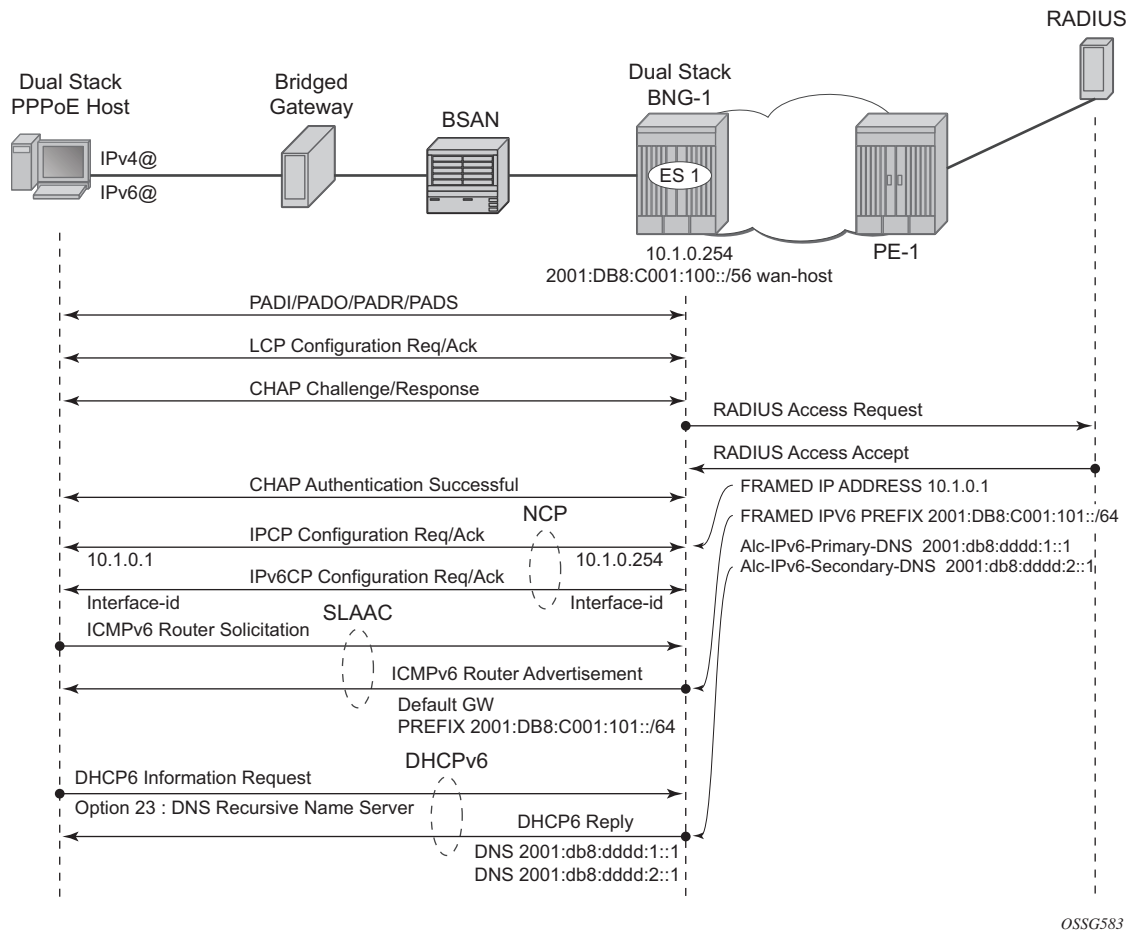 RADIUS
Dual Stack
PPPoE Host
Bridged
Gateway
BSAN
Dual Stack
BNG-1
IPv4@
IPv6@
ES 1
PE-1
10.1.0.254
2001:DB8:C001:100::/56 wan-host
PADI/PADO/PADR/PADS
LCP Configuration Req/Ack
CHAP Challenge/Response
RADIUS Access Request
RADIUS Access Accept
CHAP Authentication Successful
FRAMED IP ADDRESS 10.1.0.1
NCP
FRAMED IPV6 PREFIX 2001:DB8:C001:101::/64
IPCP Configuration Req/Ack
Alc-IPv6-Primary-DNS 2001:db8:dddd:1::1
10.1.0.1
10.1.0.254
Alc-IPv6-Secondary-DNS 2001:db8:dddd:2::1
IPv6CP Configuration Req/Ack
Interface-id
Interface-id
SLAAC
ICMPv6 Router Solicitation
ICMPv6 Router Advertisement
Default GW
PREFIX 2001:DB8:C001:101::/64
DHCPv6
DHCP6 Information Request
Option 23 : DNS Recursive Name Server
DHCP6 Reply
DNS 2001:db8:dddd:1::1
DNS 2001:db8:dddd:2::1
OSSG583